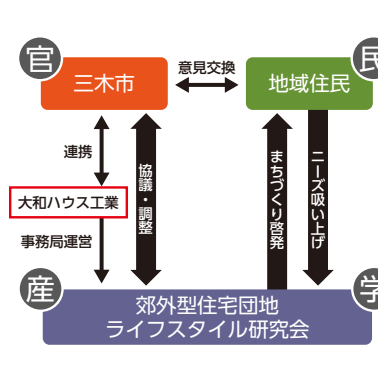 官
三木市
意見交換
民
地域住民
連携
大和ハウス工業
事務局運営
協議・調整
まちづくり啓発
ニーズ吸い上げ
産
郊外型住宅団地
ライフスタイル研究会
学